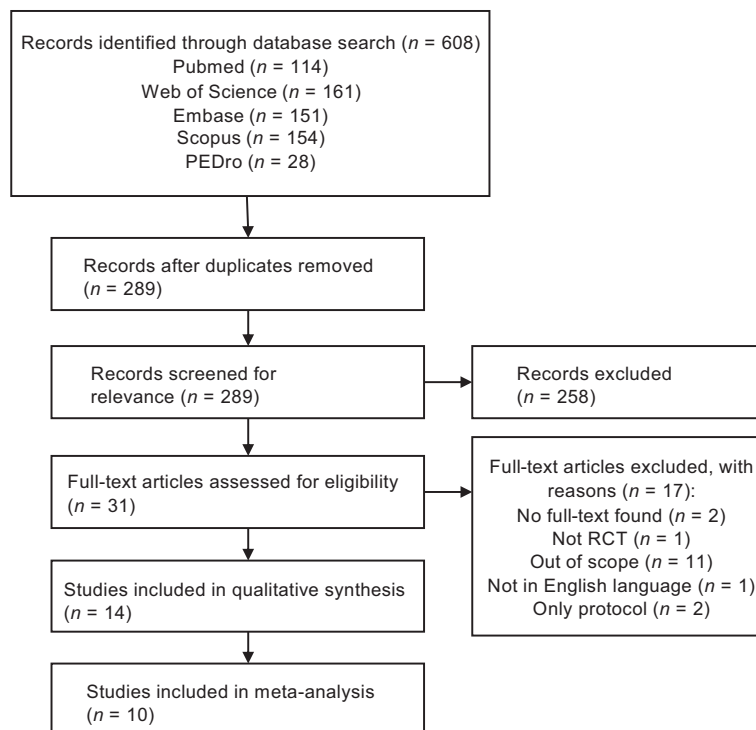 Records identified through database search (n = 608)
Pubmed (n = 114)
Web of Science (n = 161)
Embase (n = 151)
Scopus (n = 154)
PEDro (n = 28)
Records after duplicates removed
(n = 289)
Records screened for
relevance (n = 289)
Records excluded
(n = 258)
Full-text articles assessed for eligibility
(n = 31)
Full-text articles excluded, with
reasons (n = 17):
No full-text found (n = 2)
Not RCT (n = 1)
Out of scope (n = 11)
Not in English language (n = 1)
Only protocol (n = 2)
Studies included in qualitative synthesis
(n = 14)
Studies included in meta-analysis
(n = 10)